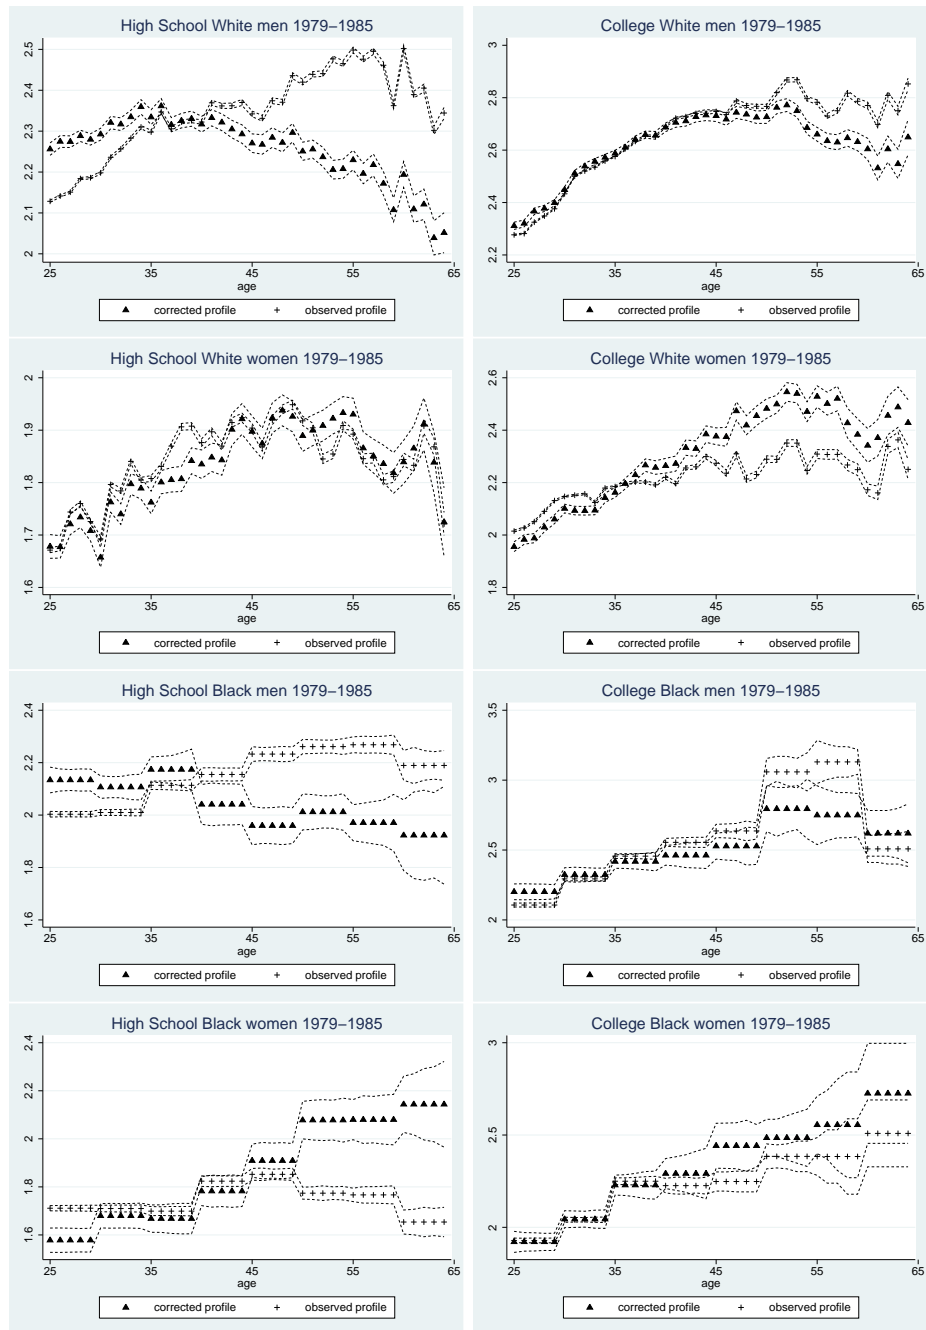 High School White men 1979–1985
2.5
2.4
2.3
2.2
2.1
2
25 35 45 55 65
age
corrected profile observed profile
College White men 1979–1985
3
2.8
2.6
2.4
2.2
25 35 45 55 65
age
corrected profile observed profile
High School White women 1979–1985
2
1.9
1.8
1.7
1.6
25 35 45 55 65
age
corrected profile observed profile
College White women 1979–1985
2.6
2.4
2.2
2
1.8
25 35 45 55 65
age
corrected profile observed profile
High School Black men 1979–1985
2.4
2.2
2
1.8
1.6
25 35 45 55 65
age
corrected profile observed profile
College Black men 1979–1985
3.5
3
2.5
2
25 35 45 55 65
age
corrected profile observed profile
High School Black women 1979–1985
2.4
2.2
2
1.8
1.6
25 35 45 55 65
age
corrected profile observed profile
College Black women 1979–1985
3
2.5
2
25 35 45 55 65
age
corrected profile observed profile